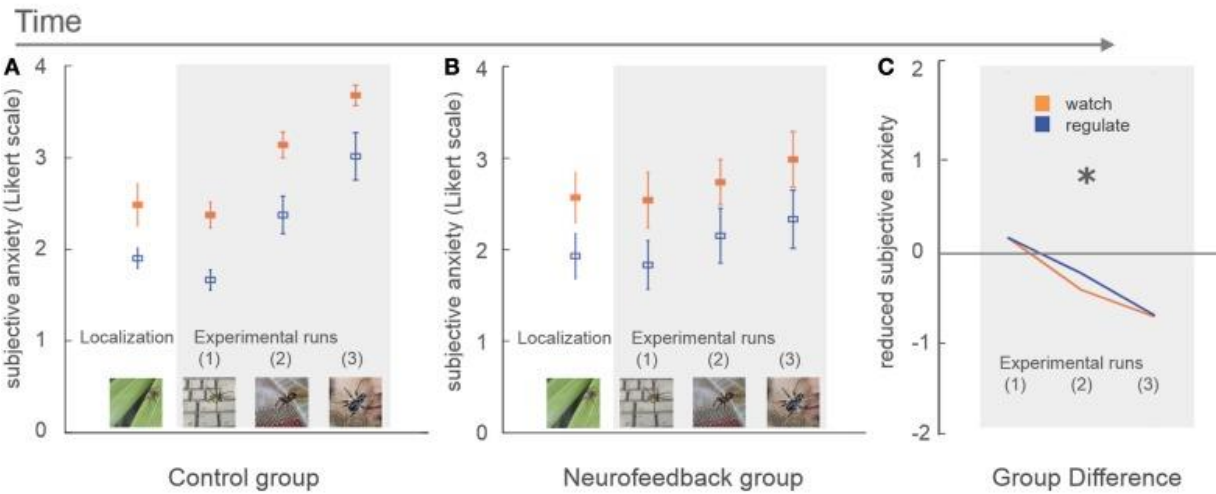 Time
A
subjective anxiety (Likert scale)
4
3
2
1
0
Localization
Experimental runs
(1)
(2)
(3)
Control group
B
subjective anxiety (Likert scale)
4
3
2
1
0
Localization
Experimental runs
(1)
(2)
(3)
Neurofeedback group
C
reduced subjective anxiety
2
1
0
-1
-2
watch
regulate
*
Experimental runs
(1)
(2)
(3)
Group Difference